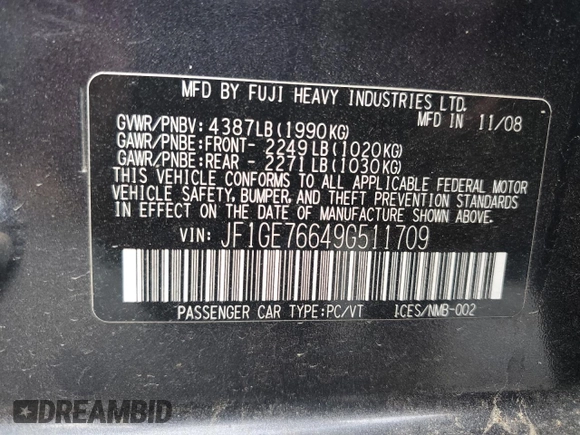 MFD BY FUJI HEAVY INDUSTRIES LTD.
MFD IN 11/08
GVWR/PNBV: 4387LB(1990KG)
GAWR/PNBE:FRONT- 2249LB(1020KG)
GAWR/PNBE:REAR - 2271LB(1030KG)
THIS VEHICLE CONFORMS TO ALL APPLICABLE FEDERAL MOTOR
VEHICLE SAFETY, BUMPER, AND THEFT PREVENTION STANDARDS
IN EFFECT ON THE DATE OF MANUFACTURE SHOWN ABOVE.
VIN: JF1GE76649G511709
PASSENGER CAR TYPE:PC/VT ICES/NMB-002
DREAMBID